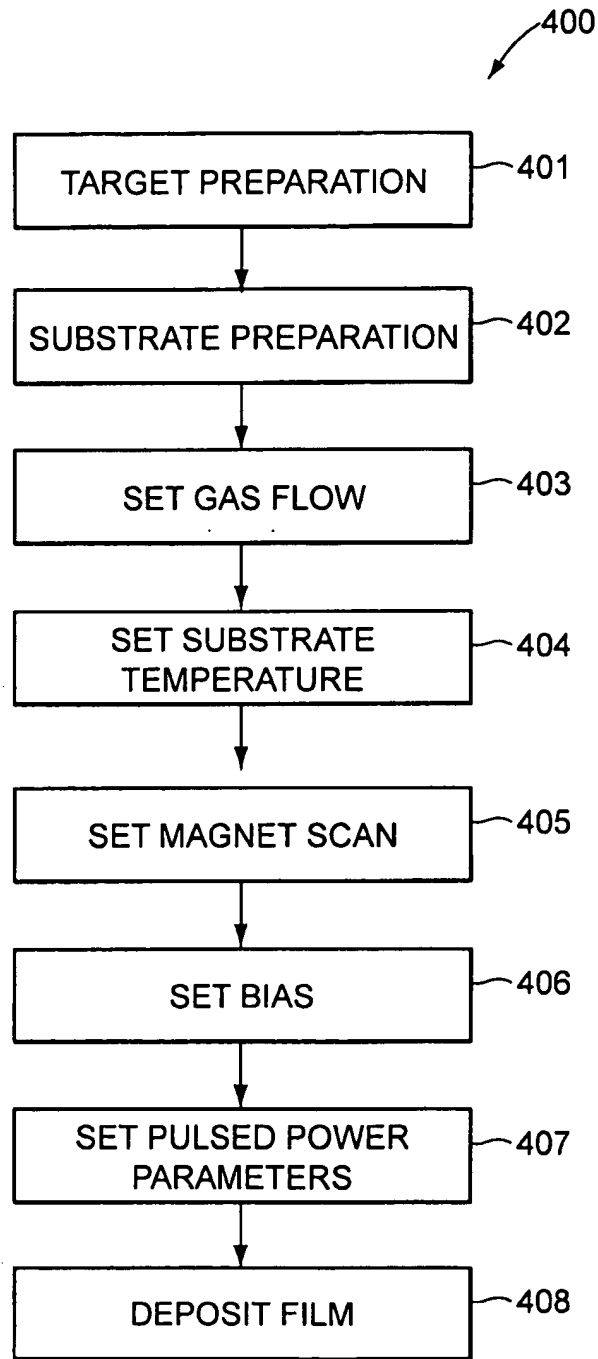 400
TARGET PREPARATION 401
SUBSTRATE PREPARATION 402
SET GAS FLOW 403
SET SUBSTRATE
TEMPERATURE 404
SET MAGNET SCAN 405
SET BIAS 406
SET PULSED POWER
PARAMETERS 407
DEPOSIT FILM 408